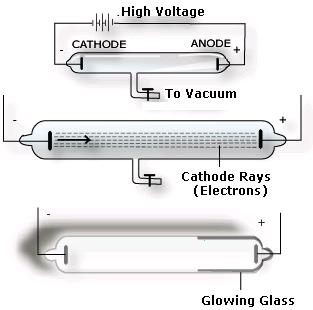 High Voltage
- CATHODE ANODE +
To Vacuum
- +
Cathode Rays
(Electrons)
- +
Glowing Glass